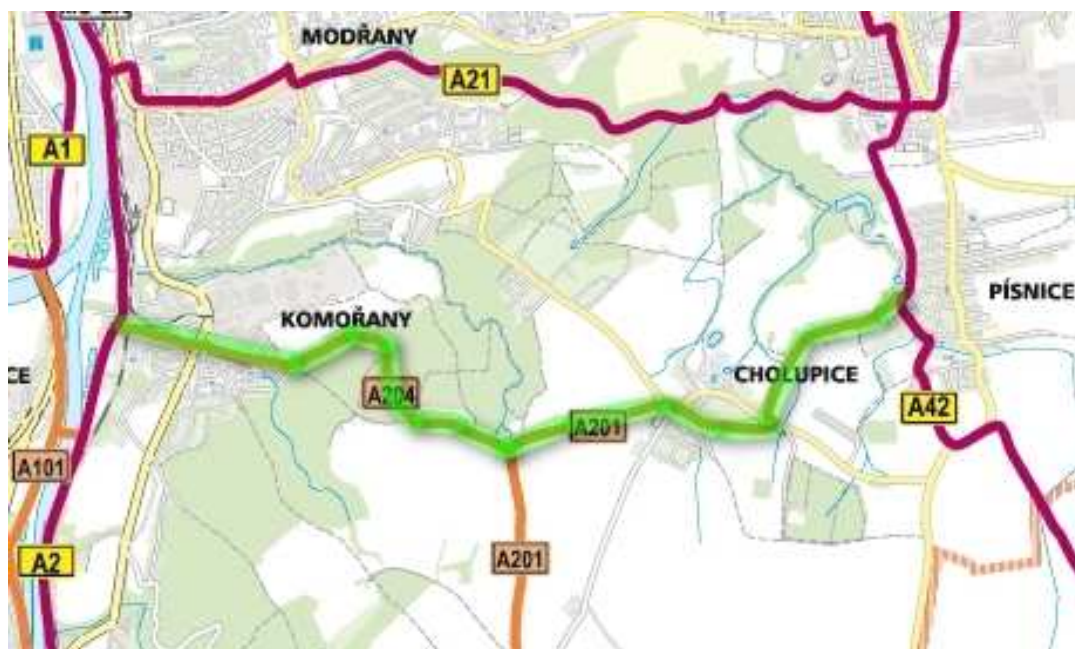 MODŘANY
A21
A1
PÍSNICE
KOMOŘANY
CE
CHOLUPICE
A204
A42
A201
A101
A201
A2